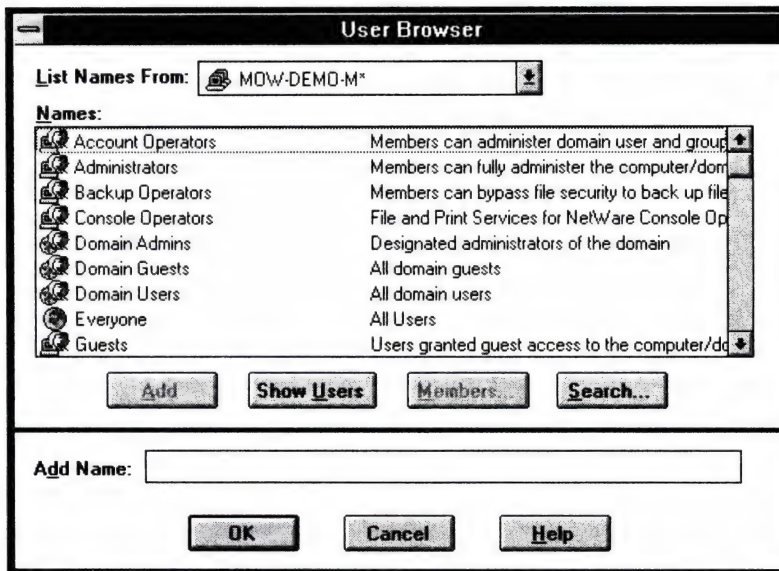 User Browser
List Names From: MOW-DEMO-M*
Names:
Account Operators Members can administer domain user and group
Administrators Members can fully administer the computer/dom
Backup Operators Members can bypass file security to back up file
Console Operators File and Print Services for NetWare Console Op
Domain Admins Designated administrators of the domain
Domain Guests All domain guests
Domain Users All domain users
Everyone All Users
Guests Users granted guest access to the computer/do
Add Show Users Members... Search...
Add Name:
OK Cancel Help